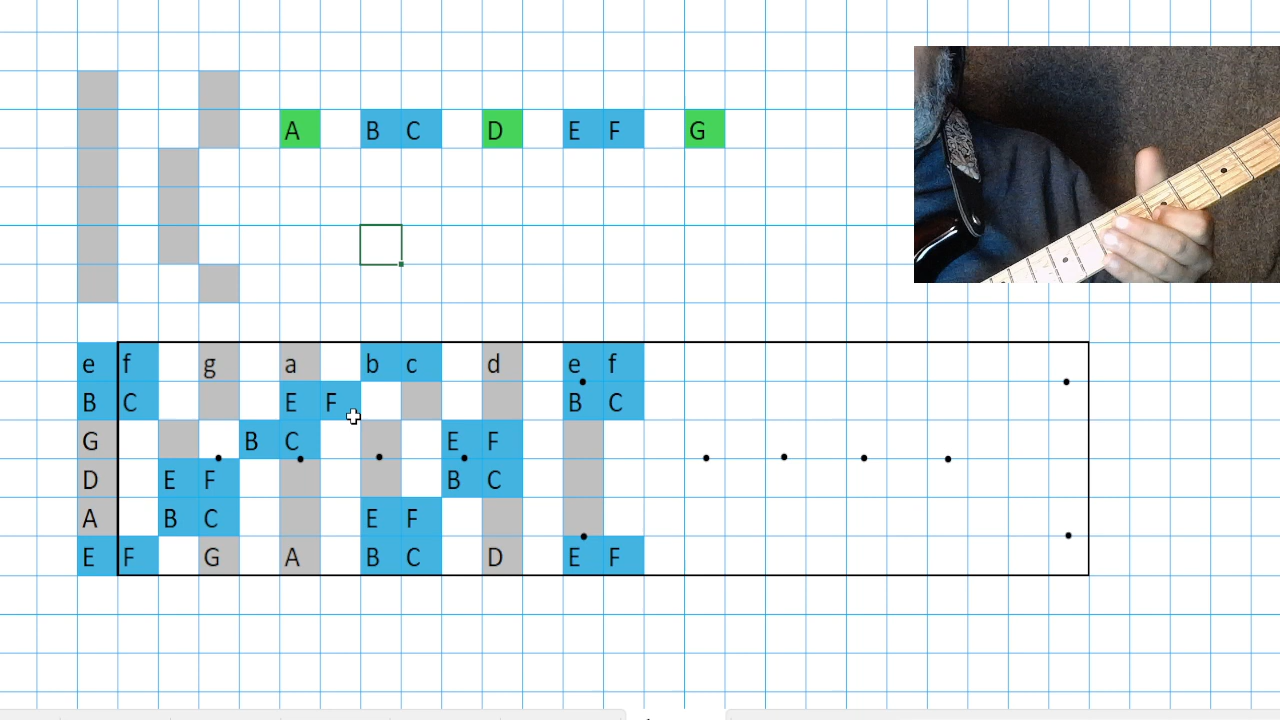 A B C D E F G
e f g a b c d e f
B C E F B C
G B C E F
D E F B C
A B C E F
E F G A B C D E F